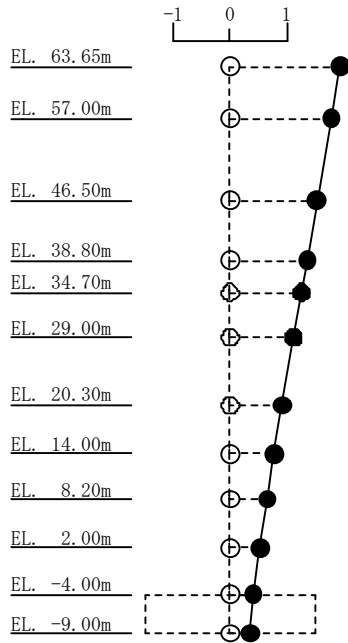 -1 0 1
EL. 63.65m
EL. 57.00m
EL. 46.50m
EL. 38.80m
EL. 34.70m
EL. 29.00m
EL. 20.30m
EL. 14.00m
EL. 8.20m
EL. 2.00m
EL. -4.00m
EL. -9.00m